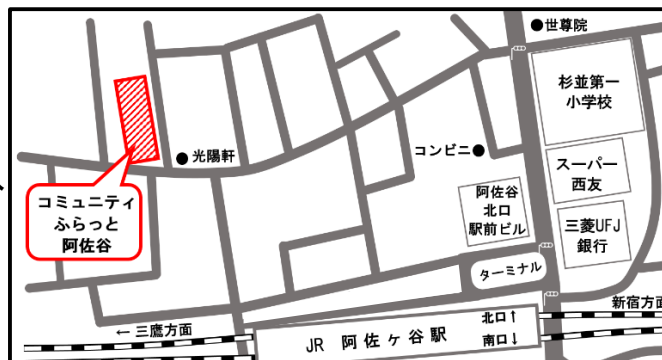 世尊院
杉並第一
小学校
光陽軒
コンビニ
スーパー
西友
コミュニティ
ふらっと
阿佐谷
阿佐谷
北口
駅前ビル
三菱UFJ
銀行
ターミナル
新宿方面
← 三鷹方面
北口↑
JR 阿佐ヶ谷駅
南口↓